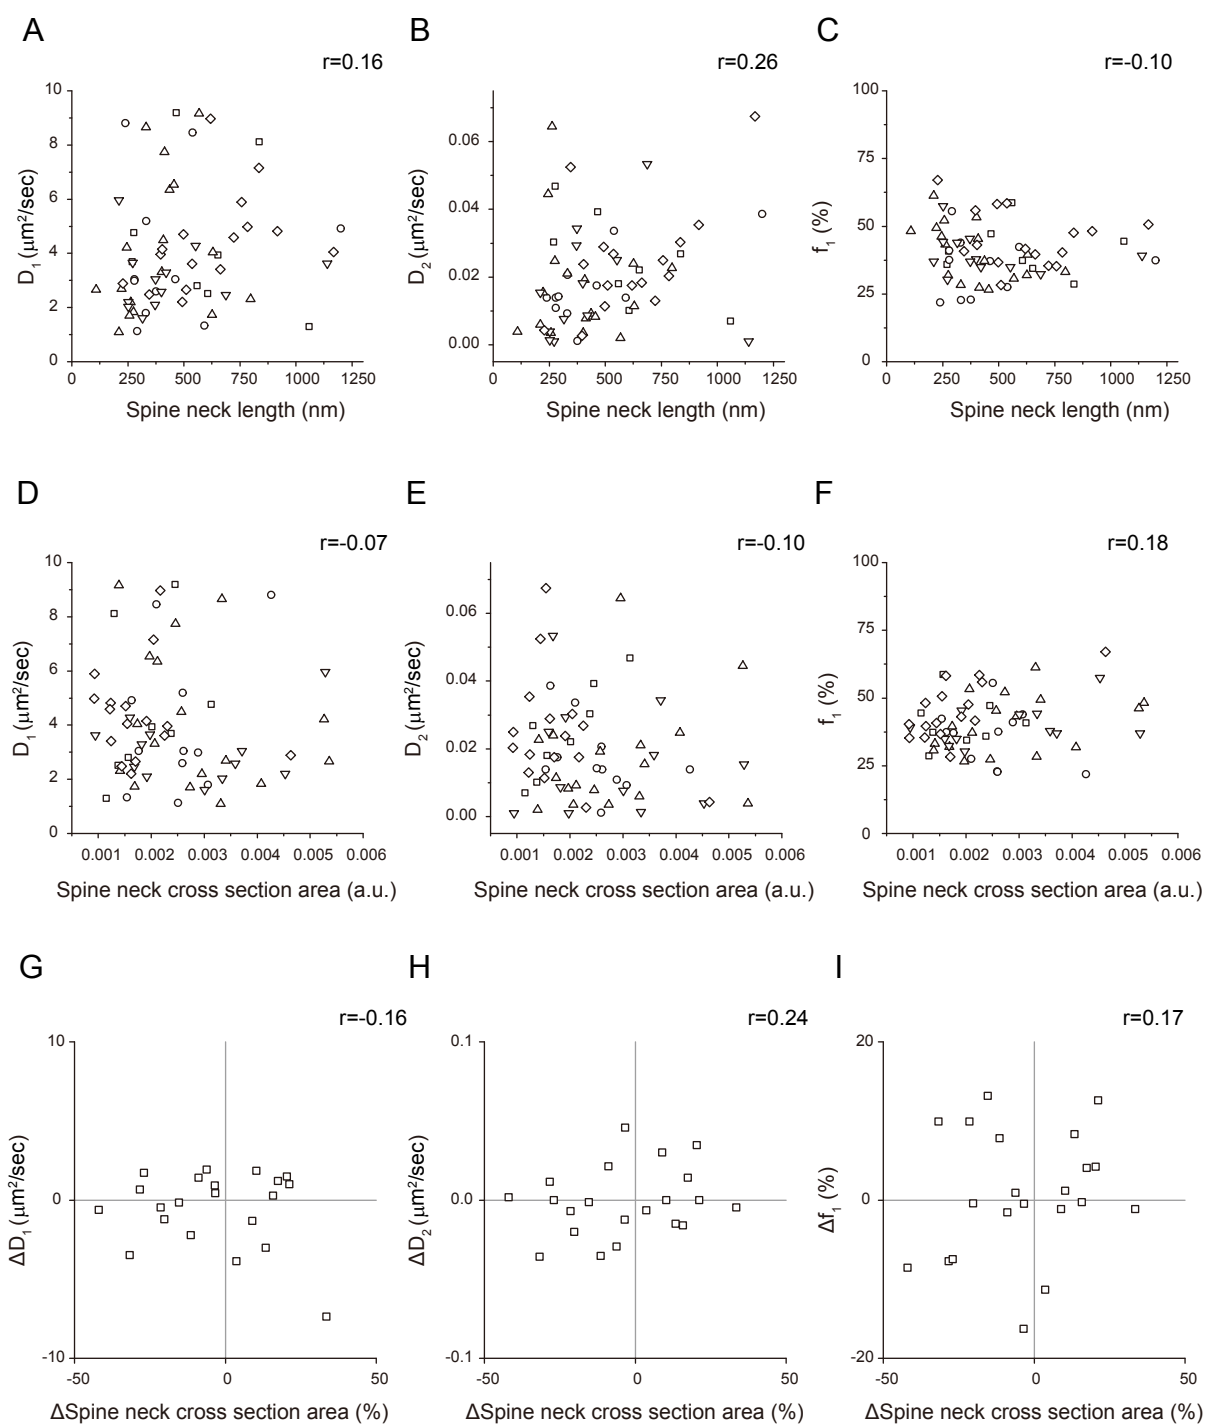 A
B
C
r=0.16
r=0.26
r=-0.10
10
8
6
4
2
0
D1 (μm2/sec)
0 250 500 750 1000 1250
Spine neck length (nm)
0.06
0.04
0.02
0.00
D2 (μm2/sec)
0 250 500 750 1000 1250
Spine neck length (nm)
100
75
50
25
0
f1 (%)
0 250 500 750 1000 1250
Spine neck length (nm)
D
E
F
r=-0.07
r=-0.10
r=0.18
10
8
6
4
2
0
D1 (μm2/sec)
0.001 0.002 0.003 0.004 0.005 0.006
Spine neck cross section area (a.u.)
0.06
0.04
0.02
0.00
D2 (μm2/sec)
0.001 0.002 0.003 0.004 0.005 0.006
Spine neck cross section area (a.u.)
100
75
50
25
0
f1 (%)
0.001 0.002 0.003 0.004 0.005 0.006
Spine neck cross section area (a.u.)
G
H
I
r=-0.16
r=0.24
r=0.17
10
0
-10
ΔD1 (μm2/sec)
-50 0 50
ΔSpine neck cross section area (%)
0.1
0.0
-0.1
ΔD2 (μm2/sec)
-50 0 50
ΔSpine neck cross section area (%)
20
0
-20
Δf1 (%)
-50 0 50
ΔSpine neck cross section area (%)